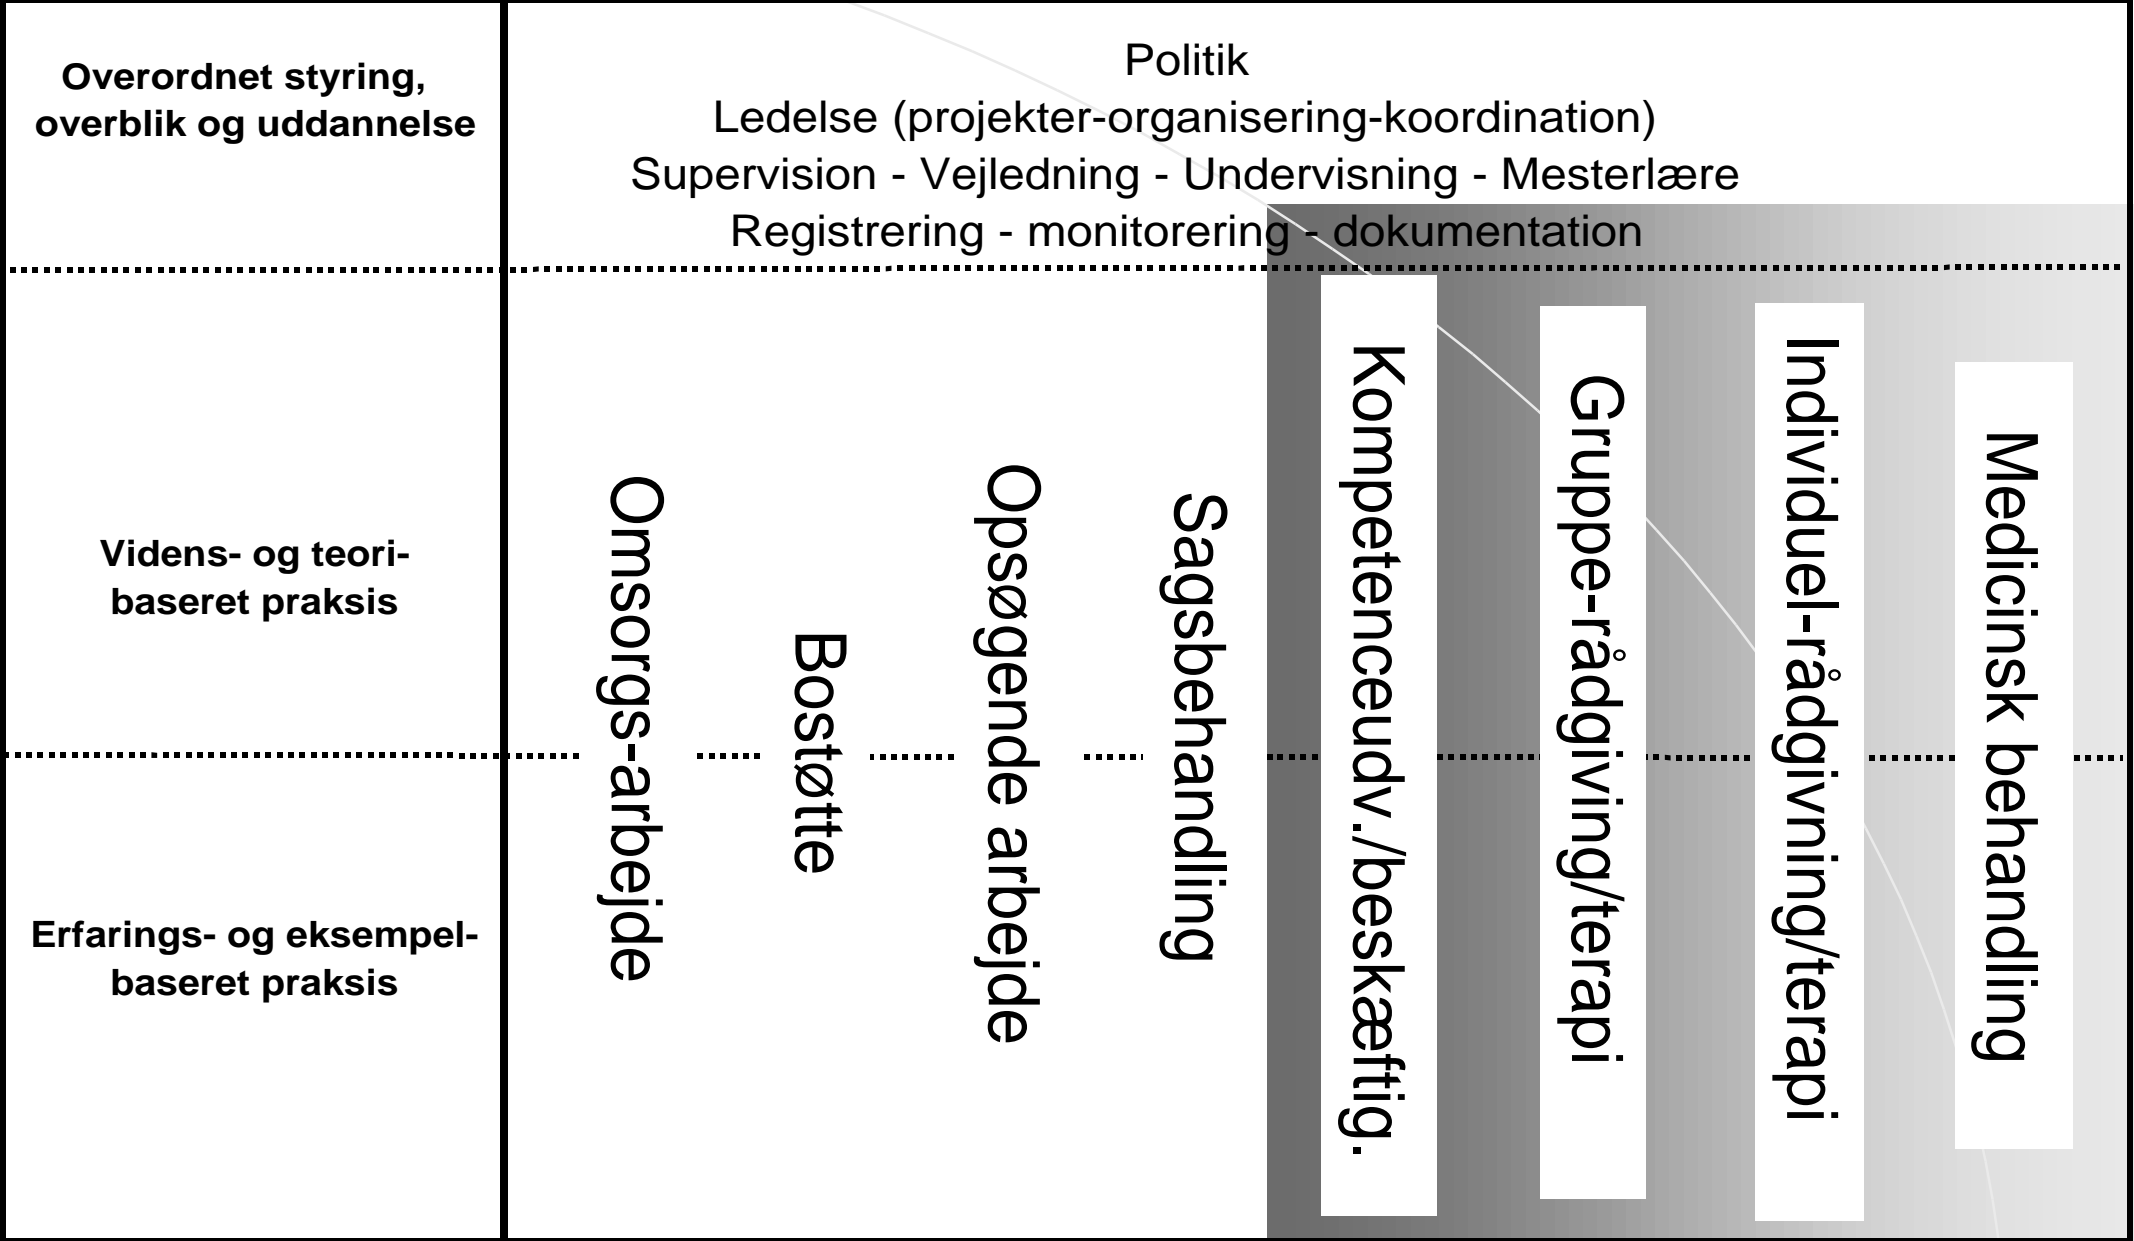 Overordnet styring,
overblik og uddannelse
Politik
Ledelse (projekter-organisering-koordination)
Supervision - Vejledning - Undervisning - Mesterlære
Registrering - monitorering - dokumentation
Videns- og teori-
baseret praksis
Erfarings- og eksempel-
baseret praksis
Omsorgs-arbejde
Bostøtte
Opsøgende arbejde
Sagsbehandling
Kompetenceudv./beskæftig.
Gruppe-rådgiving/terapi
Individuel-rådgivning/terapi
Medicinsk behandling